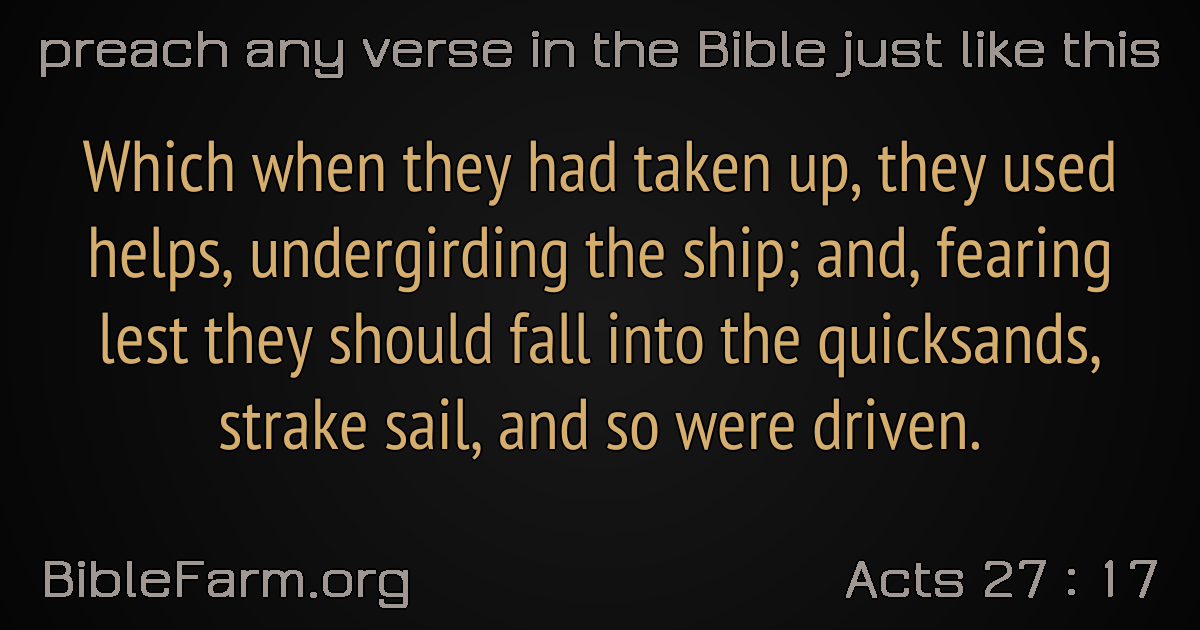 preach any verse in the Bible just like this
Which when they had taken up, they used
helps, undergirding the ship; and, fearing
lest they should fall into the quicksands,
strake sail, and so were driven.
BibleFarm.org
Acts 27 : 17